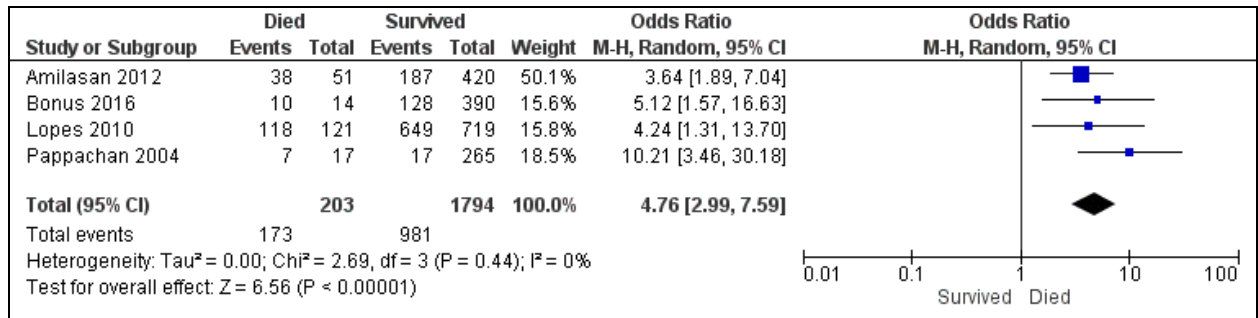 Died Survived Odds Ratio Odds Ratio
Study or Subgroup Events Total Events Total Weight M-H, Random, 95% CI M-H, Random, 95% CI
Amilasan 2012 38 51 187 420 50.1% 3.64 [1.89, 7.04]
Bonus 2016 10 14 128 390 15.6% 5.12 [1.57, 16.63]
Lopes 2010 118 121 649 719 15.8% 4.24 [1.31, 13.70]
Pappachan 2004 7 17 17 265 18.5% 10.21 [3.46, 30.18]
Total (95% CI) 203 1794 100.0% 4.76 [2.99, 7.59]
Total events 173 981
Heterogeneity: Tau² = 0.00; Chi² = 2.69, df = 3 (P = 0.44); I² = 0%
Test for overall effect: Z = 6.56 (P < 0.00001)
0.01 0.1 1 10 100
Survived Died